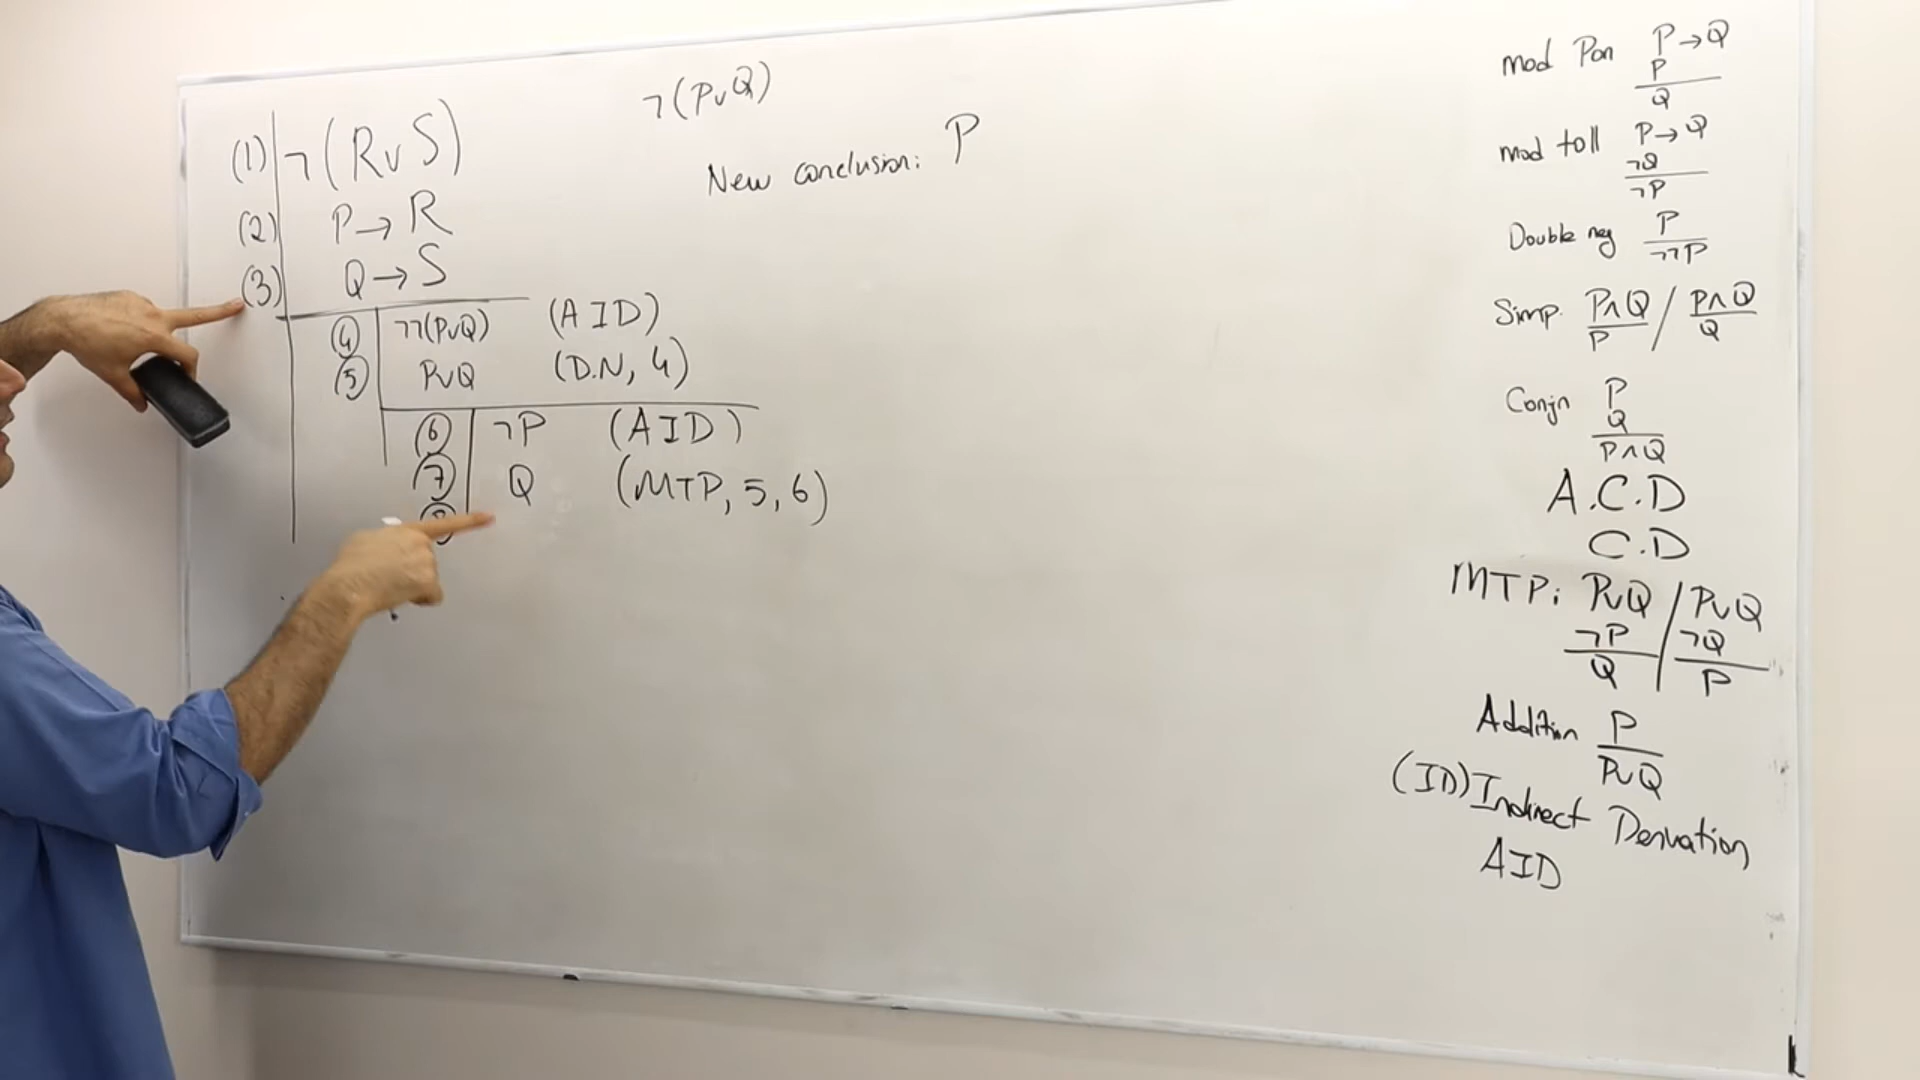 ¬(P∨Q)
New conclusion: P
(1) ¬(R∨S)
(2) P→R
(3) Q→S
④ ¬¬(P∨Q) (AID)
⑤ P∨Q (D.N, 4)
⑥ ¬P (AID)
⑦ Q (MTP, 5, 6)
mod Pon P→Q
P
Q
mod toll P→Q
¬Q
¬P
Double neg P
¬¬P
Simp. P∧Q / P∧Q
P Q
Conjn P
Q
P∧Q
A.C.D
C.D
MTP: P∨Q / P∨Q
¬P ¬Q
Q P
Addition P
P∨Q
(ID) Indirect Derivation
AID